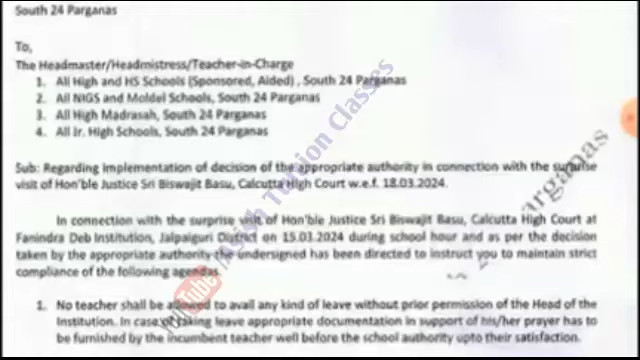 South 24 Parganas
To,
The Headmaster/Headmistress/Teacher-in-Charge
1. All High and HS Schools (Sponsored, Aided) , South 24 Parganas
2. All NIGS and Moldel Schools, South 24 Parganas
3. All High Madrasah, South 24 Parganas
4. All Jr. High Schools, South 24 Parganas
Sub: Regarding implementation of decision of the appropriate authority in connection with the surprise
visit of Hon'ble Justice Sri Biswajit Basu, Calcutta High Court w.e.f. 18.03.2024.
In connection with the surprise visit of Hon'ble Justice Sri Biswajit Basu, Calcutta High Court at
Fanindra Deb Institution, Jalpaiguri District on 15.03.2024 during school hour and as per the decision
taken by the appropriate authority the undersigned has been directed to instruct you to maintain strict
compliance of the following agendas.
1. No teacher shall be allowed to avail any kind of leave without prior permission of the Head of the
Institution. In case of taking leave appropriate documentation in support of his/her prayer has to
be furnished by the incumbent teacher well before the school authority upto their satisfaction.
YouTube
Tuition Classes
24 Parganas